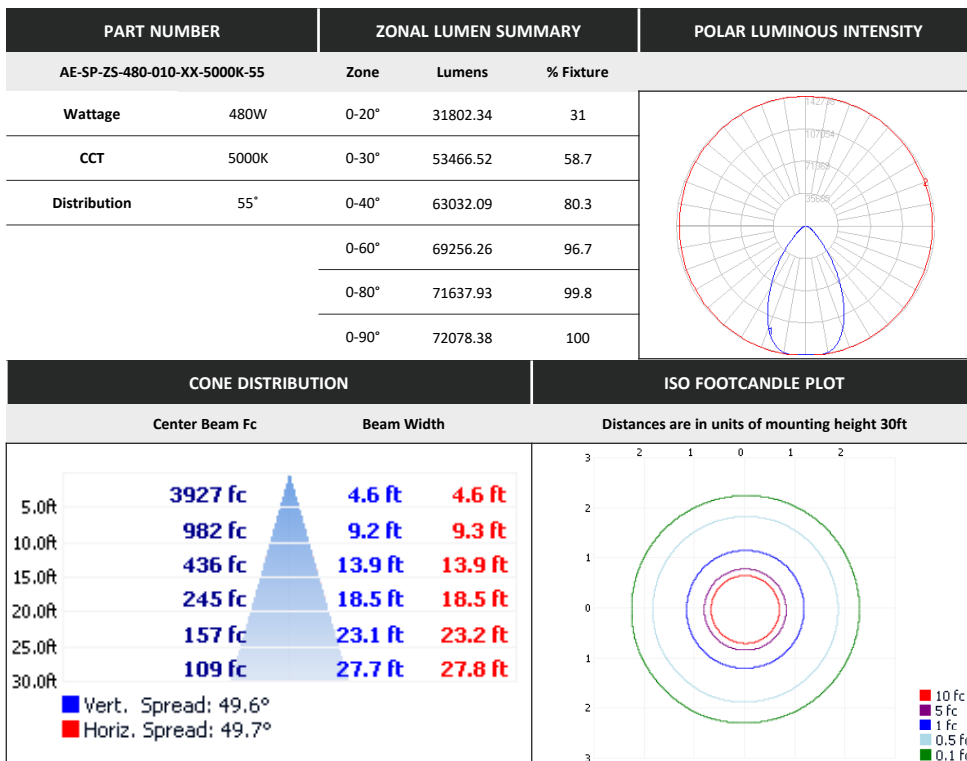 PART NUMBER
ZONAL LUMEN SUMMARY
POLAR LUMINOUS INTENSITY
AE-SP-ZS-480-010-XX-5000K-55
Zone Lumens % Fixture
Wattage 480W
0-20° 31802.34 31
CCT 5000K
0-30° 53466.52 58.7
Distribution 55°
0-40° 63032.09 80.3
0-60° 69256.26 96.7
0-80° 71637.93 99.8
0-90° 72078.38 100
107054
2
1
CONE DISTRIBUTION
ISO FOOTCANDLE PLOT
Center Beam Fc Beam Width
Distances are in units of mounting height 30ft
5.0ft 3927 fc 4.6 ft 4.6 ft
10.0ft 982 fc 9.2 ft 9.3 ft
15.0ft 436 fc 13.9 ft 13.9 ft
20.0ft 245 fc 18.5 ft 18.5 ft
25.0ft 157 fc 23.1 ft 23.2 ft
30.0ft 109 fc 27.7 ft 27.8 ft
Vert. Spread: 49.6°
Horiz. Spread: 49.7°
2 1 0 1 2
3
2
1
0
1
2
3
10 fc
5 fc
1 fc
0.5 fc
0.1 fc